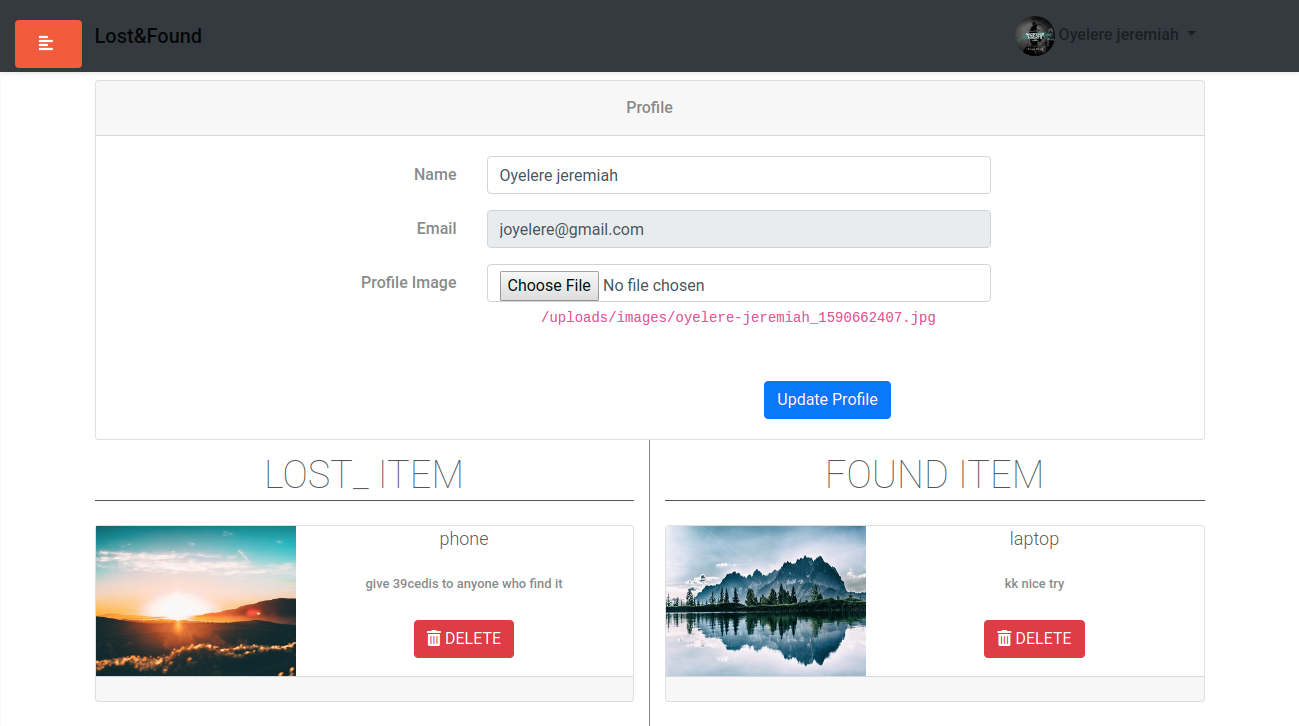 Lost&Found
Oyelere jeremiah
Profile
Name
Oyelere jeremiah
Email
joyelere@gmail.com
Profile Image
Choose File No file chosen
/uploads/images/oyelere-jeremiah_1590662407.jpg
Update Profile
LOST_ ITEM
FOUND ITEM
phone
give 39cedis to anyone who find it
DELETE
laptop
kk nice try
DELETE